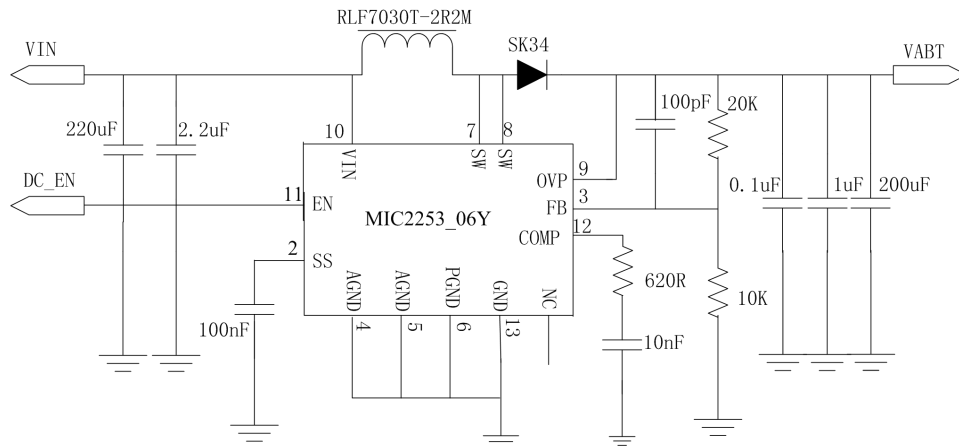 RLF7030T-2R2M
VIN
SK34
VABT
220uF
2.2uF
10
7
8
100pF
20K
VIN
SW
SW
OVP
9
DC_EN
11
EN
MIC2253_06Y
FB
3
0.1uF
1uF
200uF
COMP
12
2
SS
AGND
AGND
PGND
GND
NC
620R
10K
100nF
4
5
6
13
10nF